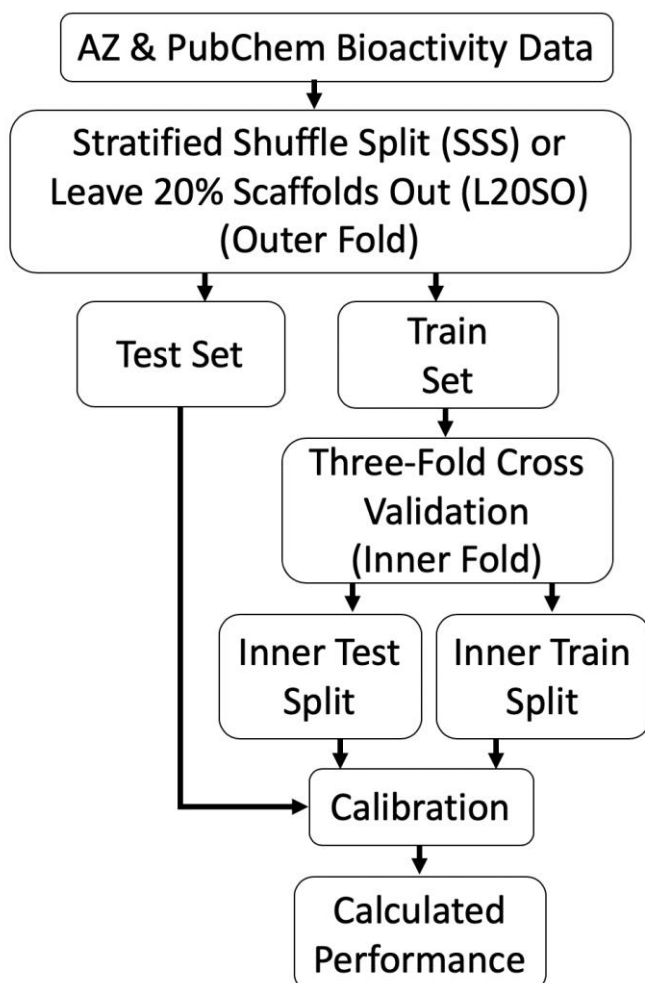 AZ & PubChem Bioactivity Data
Stratified Shuffle Split (SSS) or
Leave 20% Scaffolds Out (L20SO)
(Outer Fold)
Test Set
Train
Set
Three-Fold Cross
Validation
(Inner Fold)
Inner Test
Split
Inner Train
Split
Calibration
Calculated
Performance